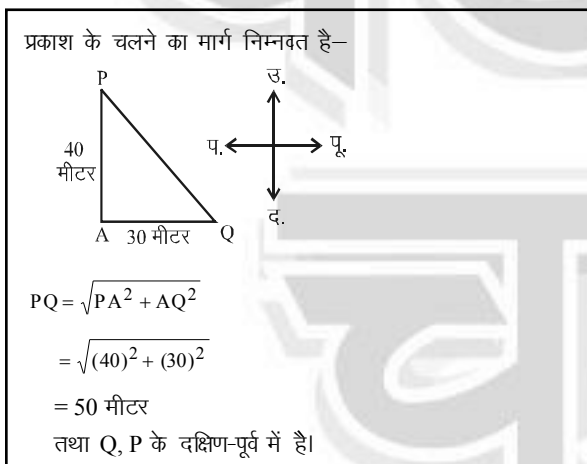 प्रकाश के चलने का मार्ग निम्नवत है–
P
उ.
40
मीटर
प.
पू.
द.
A 30 मीटर Q
PQ = √(PA² + AQ²)
= √((40)² + (30)²)
= 50 मीटर
तथा Q, P के दक्षिण-पूर्व में है।